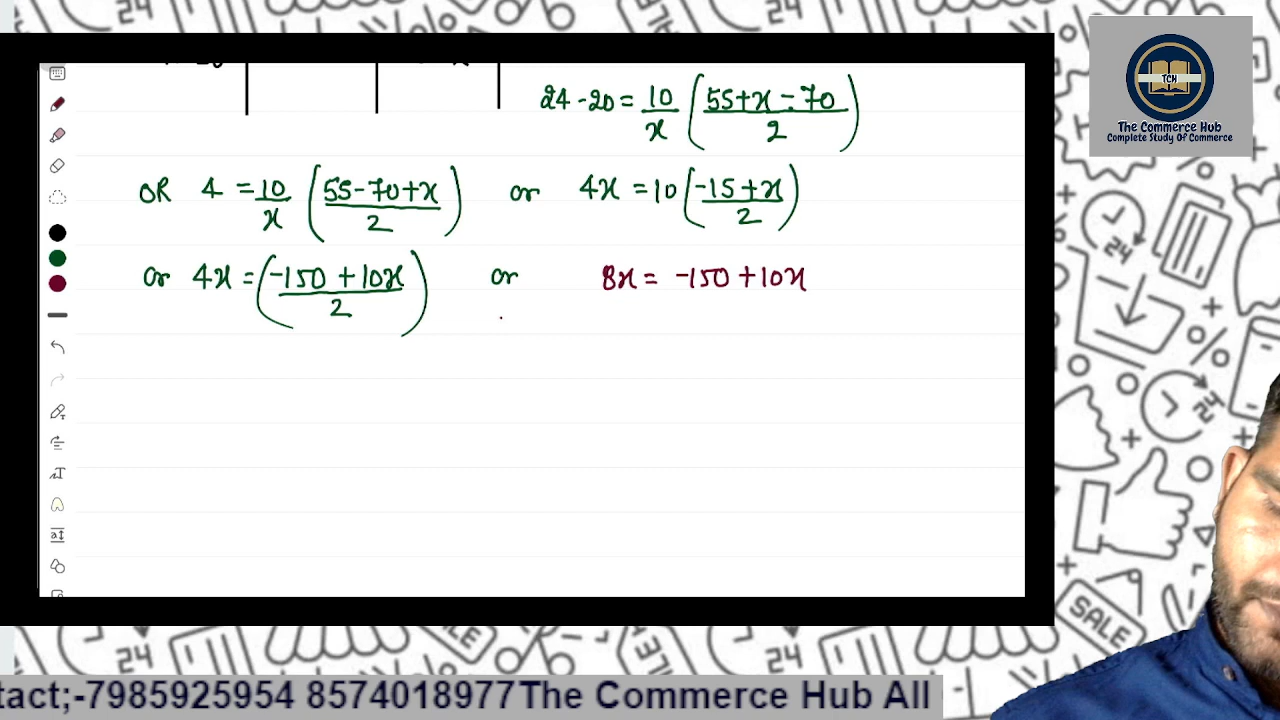 24 - 20 = 10/x ( (55+x-70)/2 )
OR 4 = 10/x ( (55-70+x)/2 ) or 4x = 10 ( (-15+x)/2 )
or 4x = ( (-150+10x)/2 ) or 8x = -150+10x
TCH
The Commerce Hub
Complete Study Of Commerce
tact;-7985925954 8574018977The Commerce Hub All